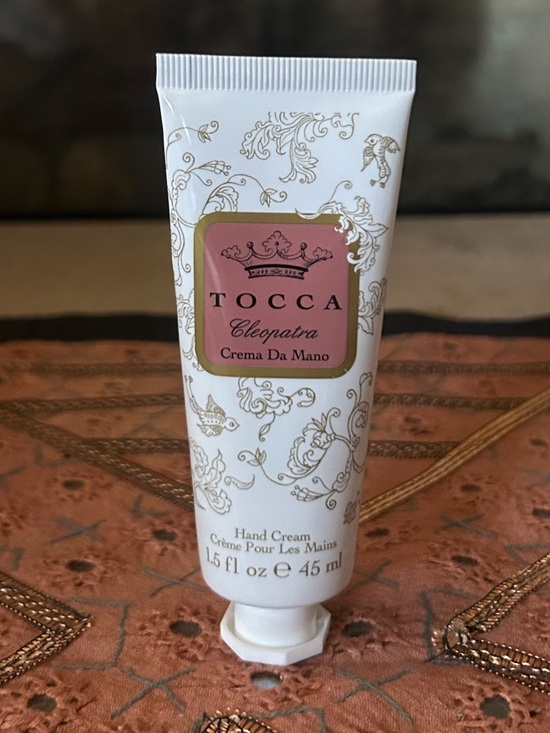 TOCCA
Cleopatra
Crema Da Mano
Hand Cream
Crème Pour Les Mains
1.5 fl oz ℮ 45 ml